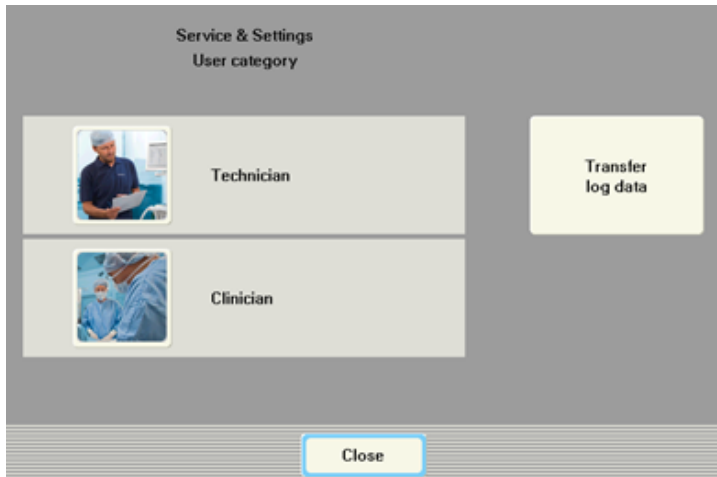 Service & Settings
User category
Technician
Transfer
log data
Clinician
Close